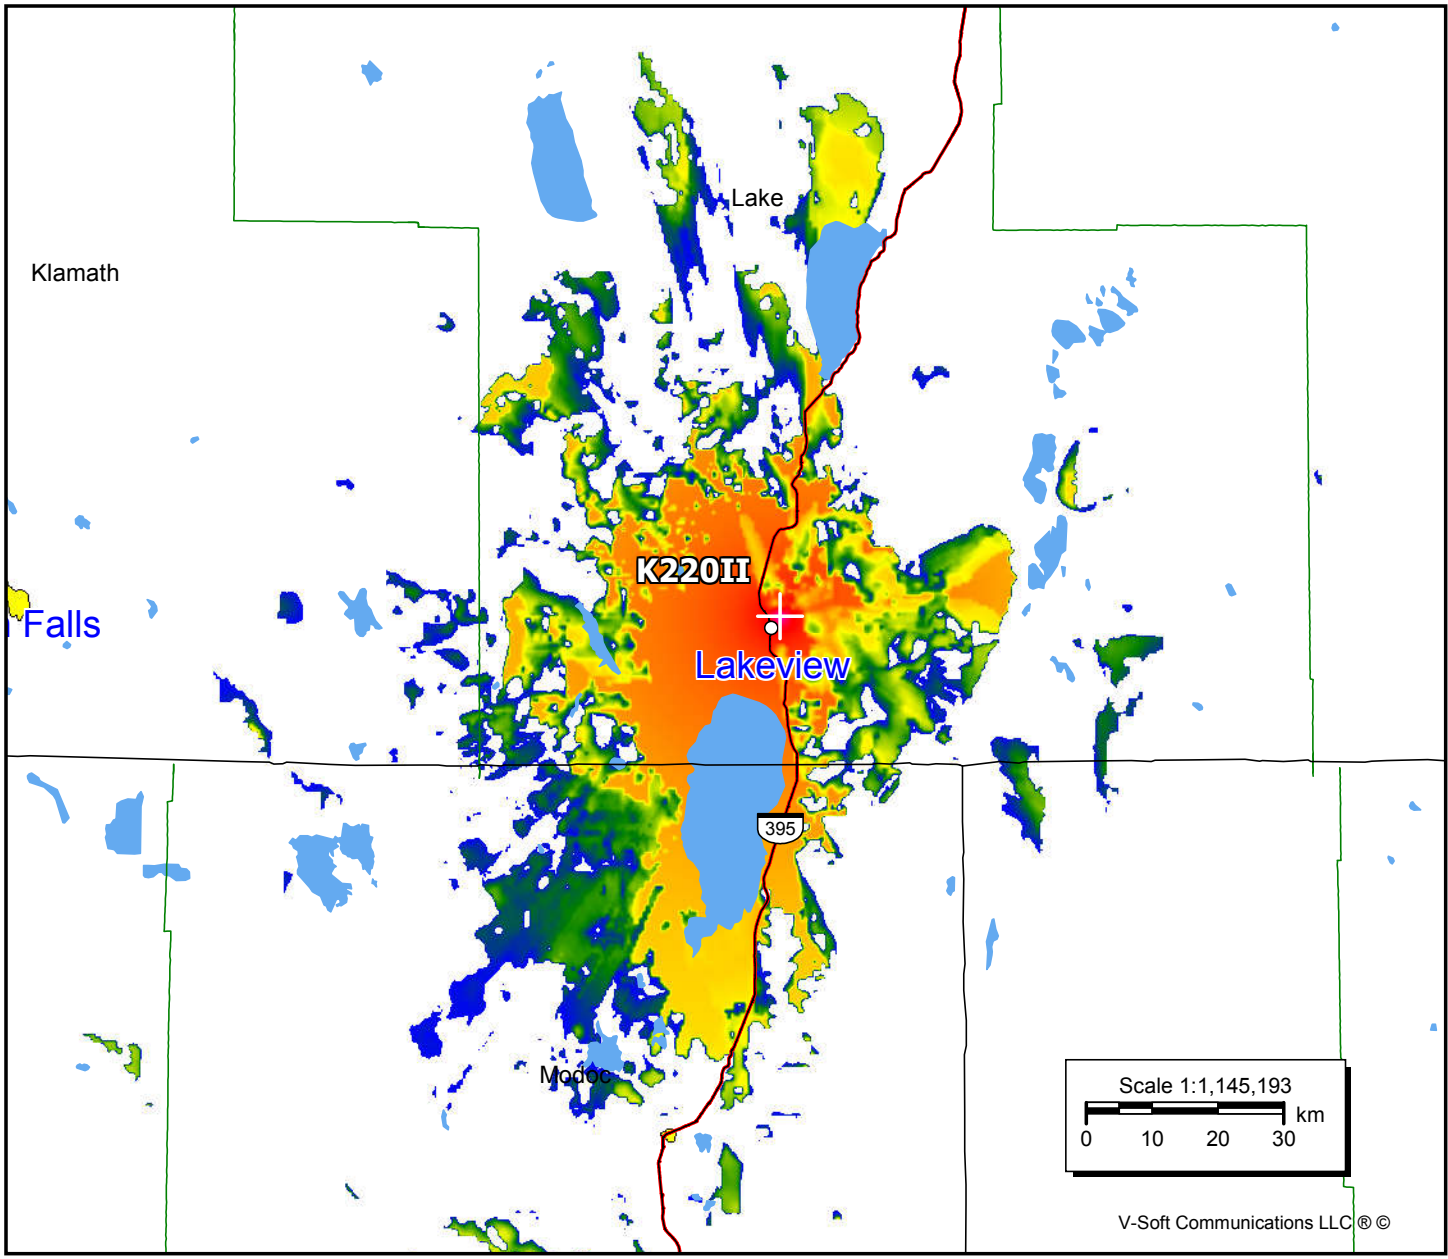 Lake
Klamath
K220II
Falls
Lakeview
395
Modoc
Scale 1:1,145,193
km
0 10 20 30
V-Soft Communications LLC ® ©